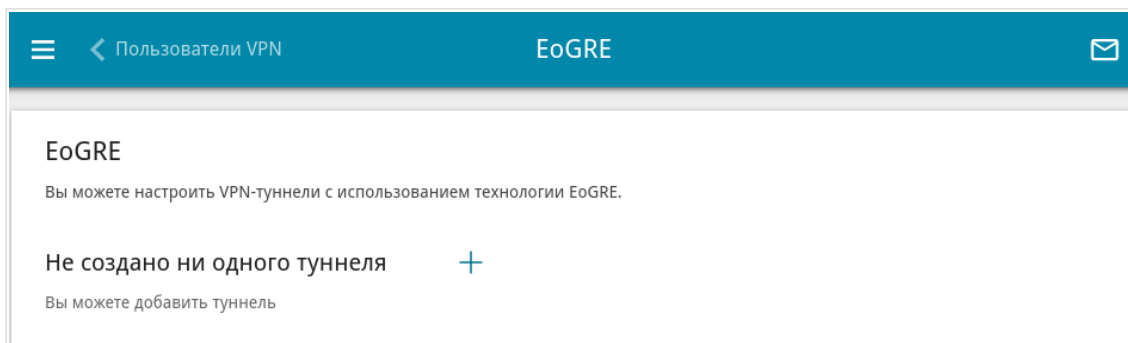 Пользователи VPN
EoGRE
EoGRE
Вы можете настроить VPN-туннели с использованием технологии EoGRE.
Не создано ни одного туннеля
Вы можете добавить туннель